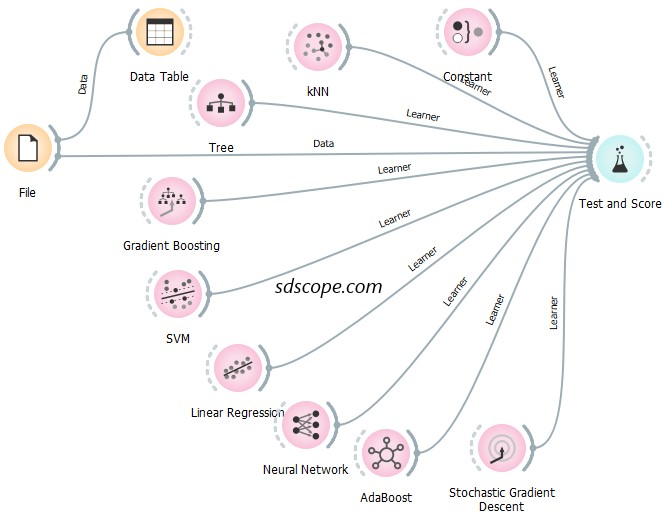 Data Table
kNN
Constant
Data
Learner
Learner
Tree
Learner
Data
File
Learner
Test and Score
Gradient Boosting
Learner
Learner
sdscope.com
Learner
Learner
Learner
SVM
Linear Regression
Neural Network
AdaBoost
Stochastic Gradient
Descent